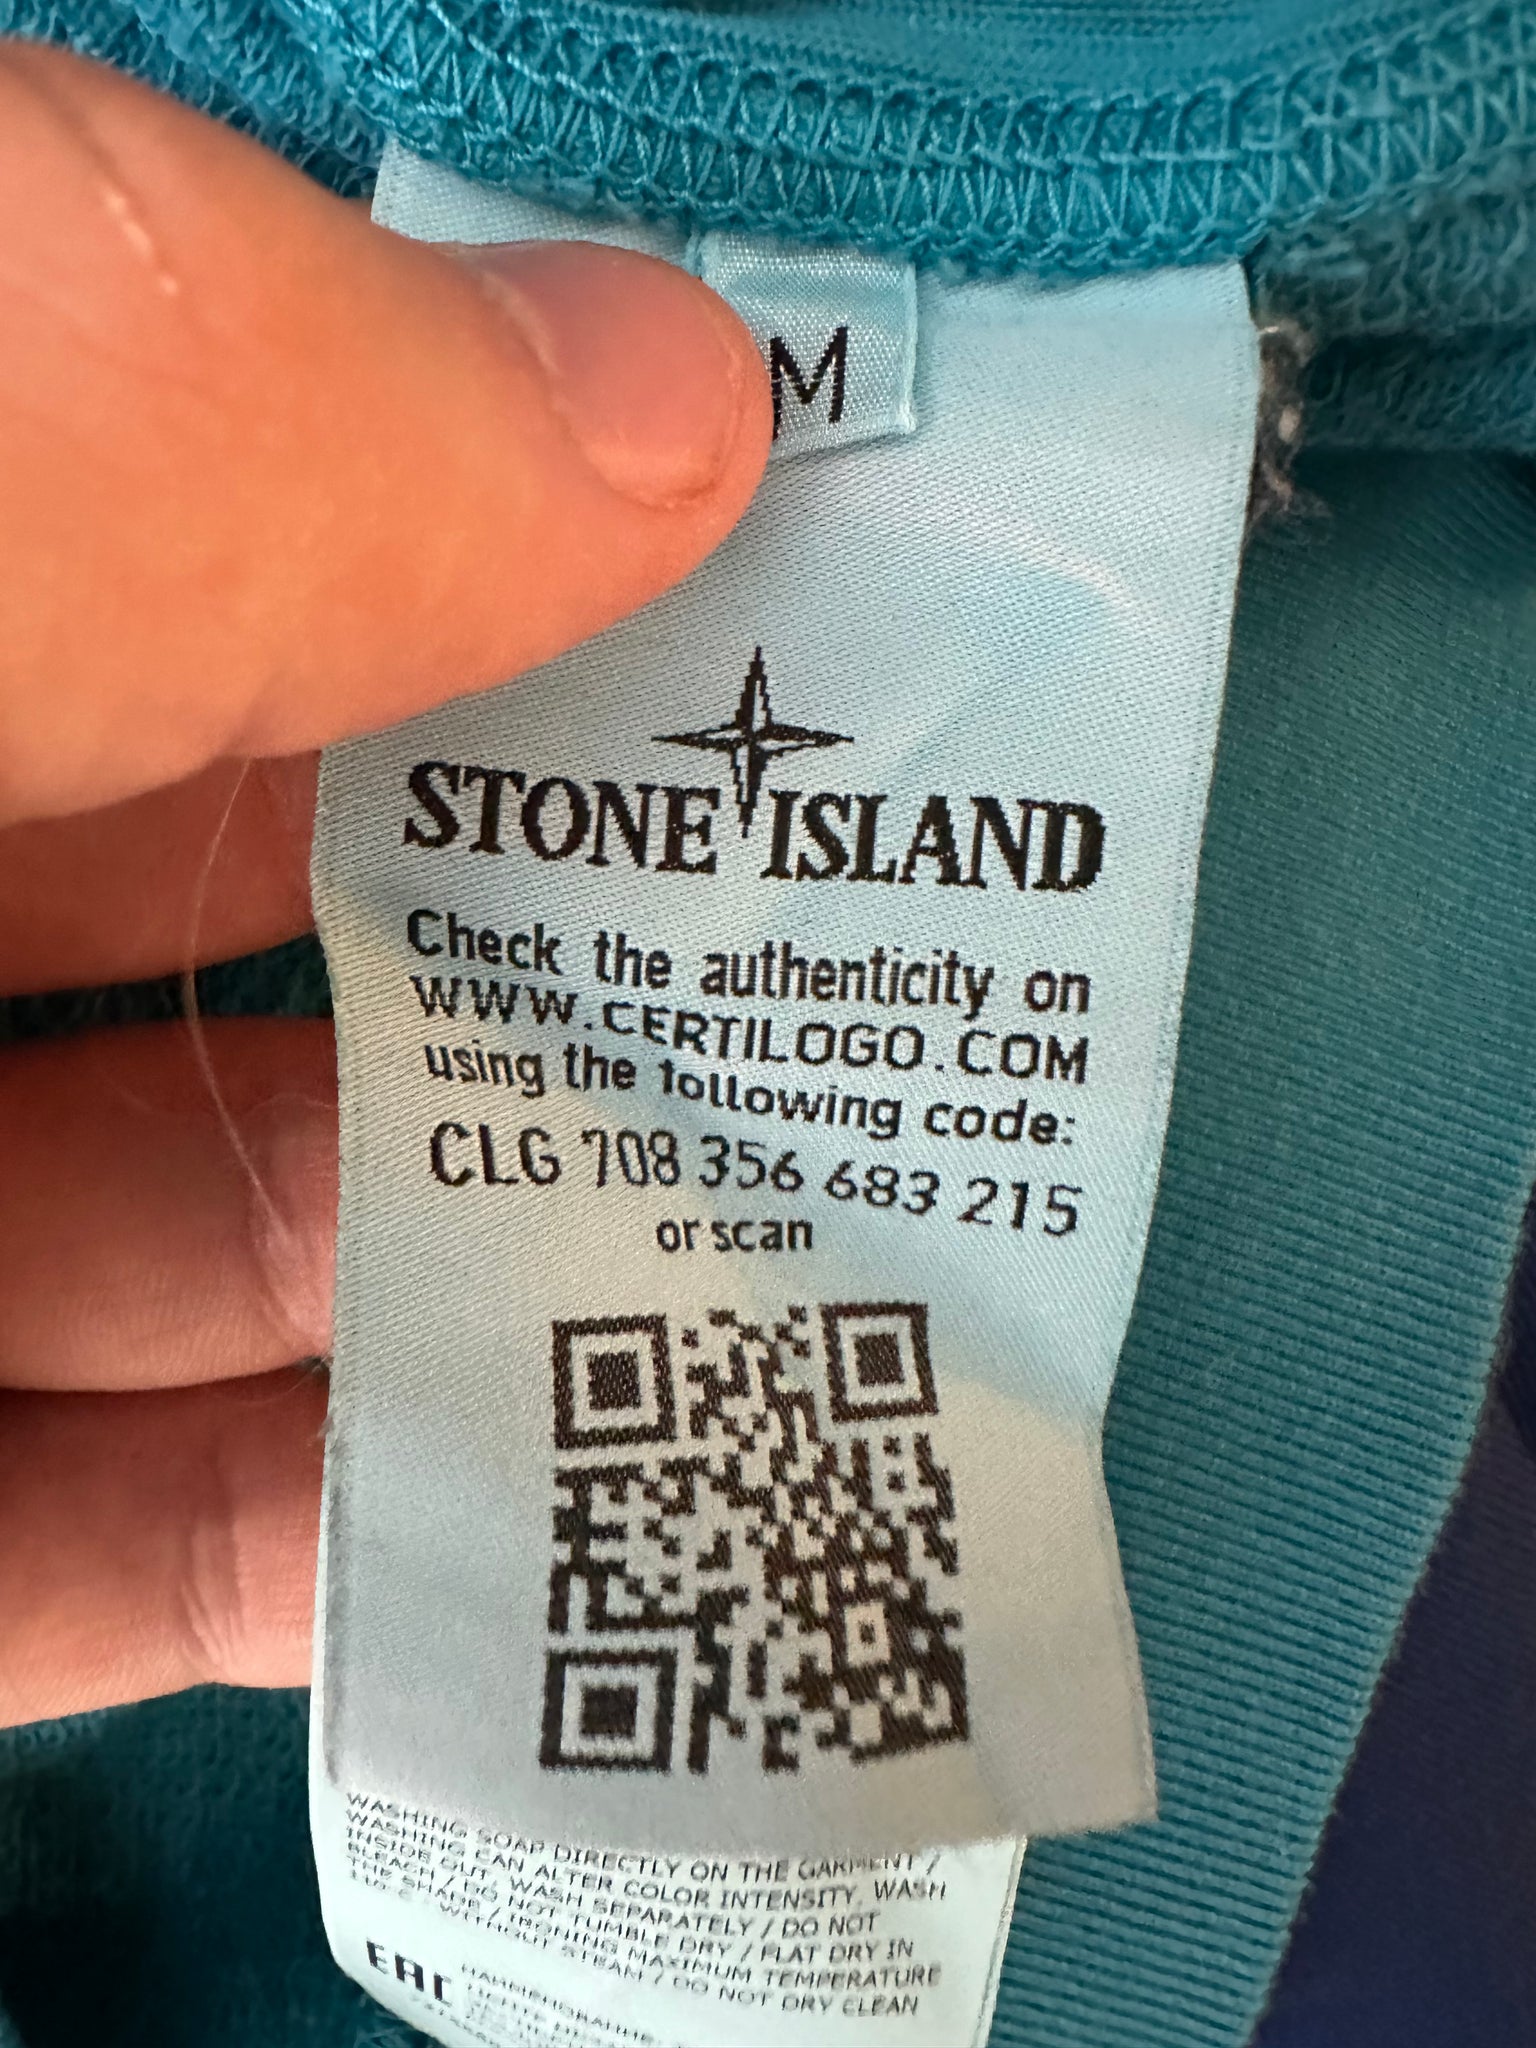 M
STONE ISLAND
Check the authenticity on
WWW.CERTILOGO.COM
using the following code:
CLG 708 356 683 215
or scan
WASHING SOAP DIRECTLY ON THE GARMENT /
WASHING CAN ALTER COLOR INTENSITY, WASH
INSIDE OUT, WASH SEPARATELY / DO NOT
BLEACH / DO NOT TUMBLE DRY / FLAT DRY IN
THE SHADE / IRONING MAXIMUM TEMPERATURE
WITHOUT STEAM / DO NOT DRY CLEAN
EAC